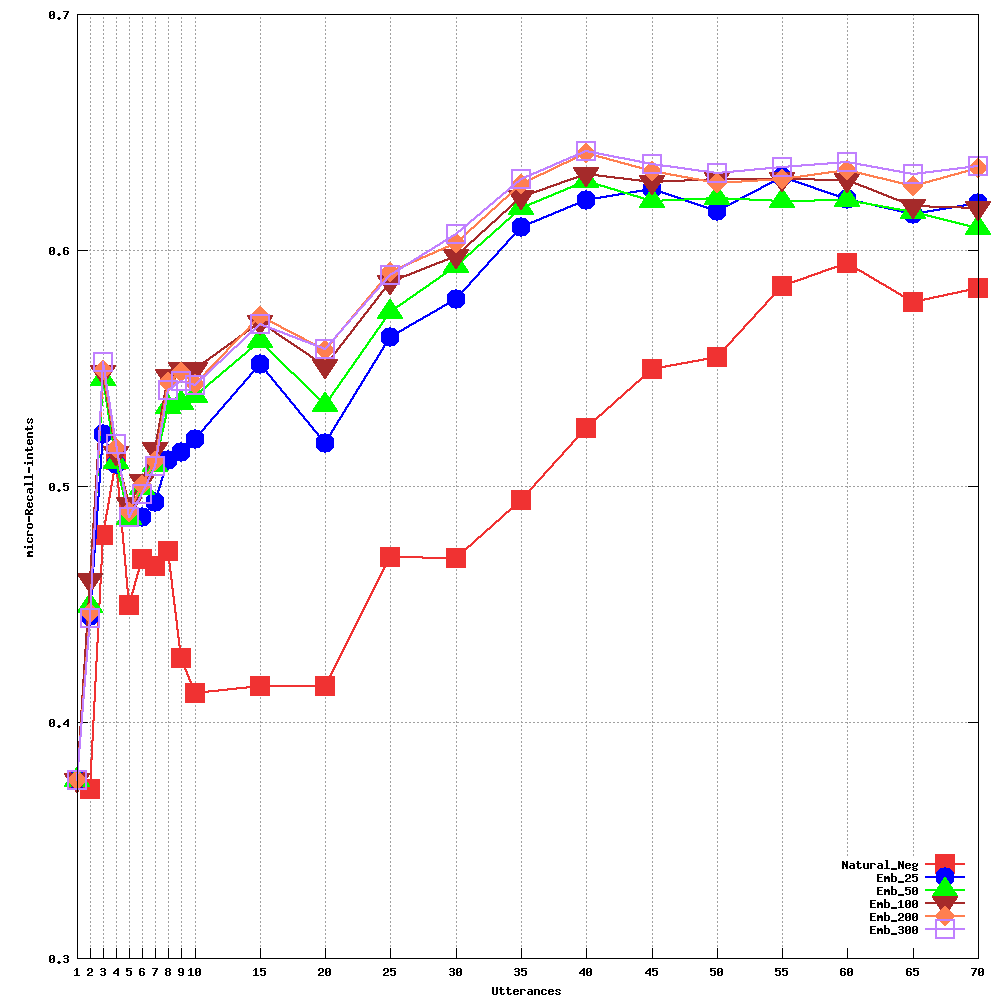 0.7
0.6
0.5
0.4
0.3
micro-Recall-intents
1 2 3 4 5 6 7 8 9 10 15 20 25 30 35 40 45 50 55 60 65 70
Utterances
Natural_Neg
Emb_25
Emb_50
Emb_100
Emb_200
Emb_300